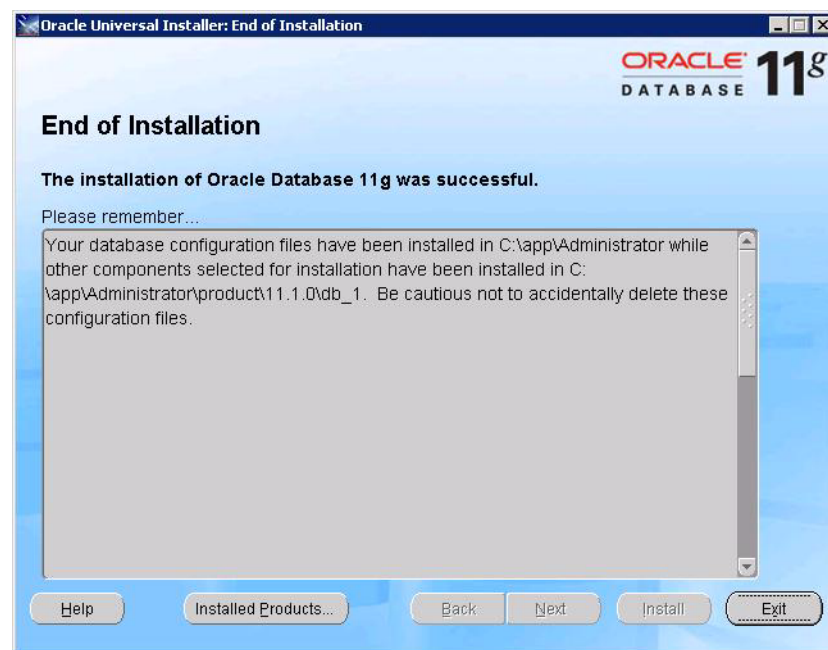 Oracle Universal Installer: End of Installation
ORACLE 11g
DATABASE
End of Installation
The installation of Oracle Database 11g was successful.
Please remember...
Your database configuration files have been installed in C:\app\Administrator while
other components selected for installation have been installed in C:
\app\Administrator\product\11.1.0\db_1.  Be cautious not to accidentally delete these
configuration files.
Help Installed Products... Back Next Install Exit